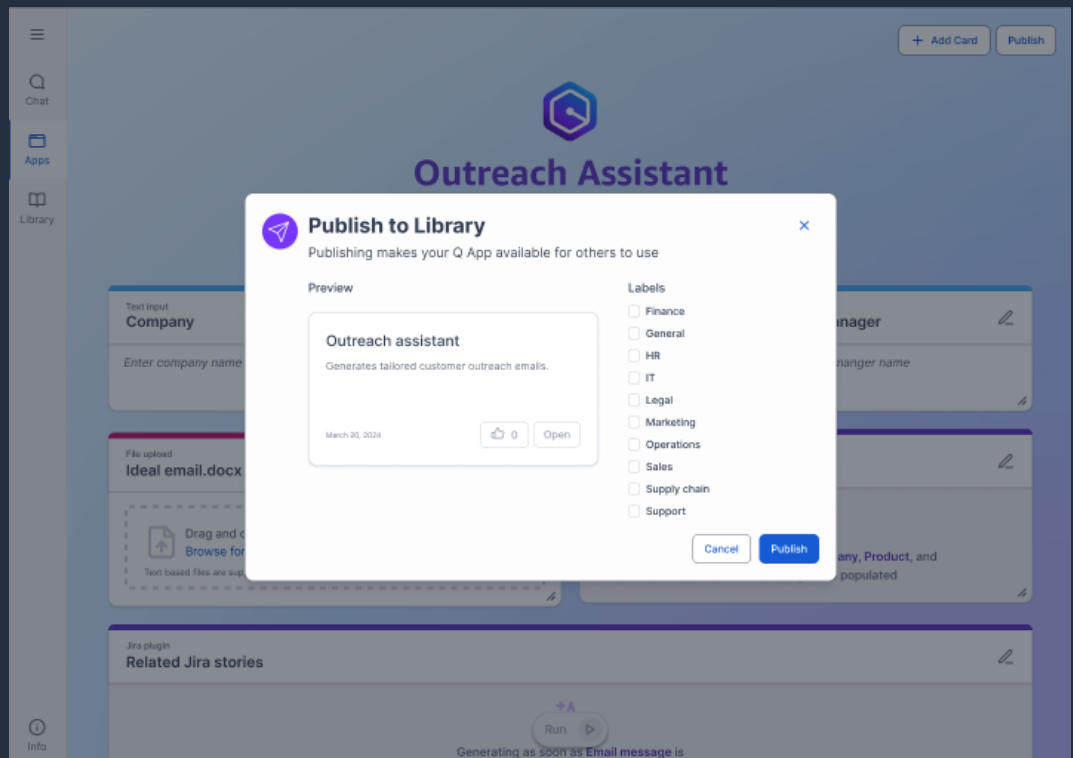 + Add Card
Publish
Chat
Apps
Library
Outreach Assistant
Publish to Library
Publishing makes your Q App available for others to use
Preview
Outreach assistant
Generates tailored customer outreach emails.
March 20, 2024
0
Open
Labels
Finance
General
HR
IT
Legal
Marketing
Operations
Sales
Supply chain
Support
Cancel
Publish
Text input
Company
Enter company name
name
File upload
Ideal email.docx
Drag and
Browse for
Text based files are
Product, and
populated
Jira plugin
Related Jira stories
Run
Generating as soon as Email message is
Info